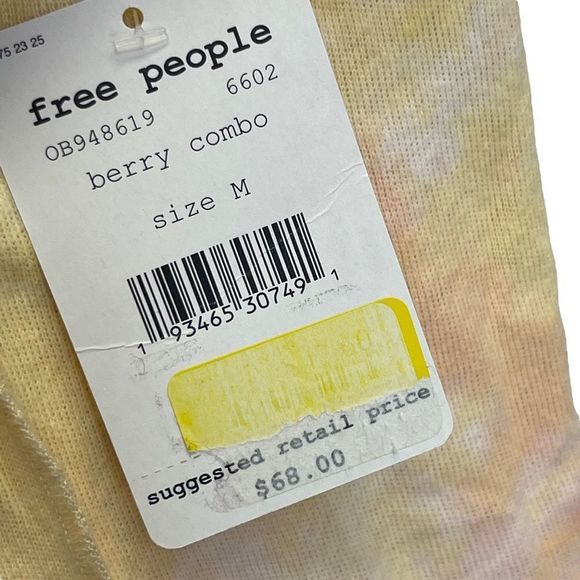 75 23 25
free people
OB948619 6602
berry combo
size M
1 93465 30749 1
suggested retail price
$68.00